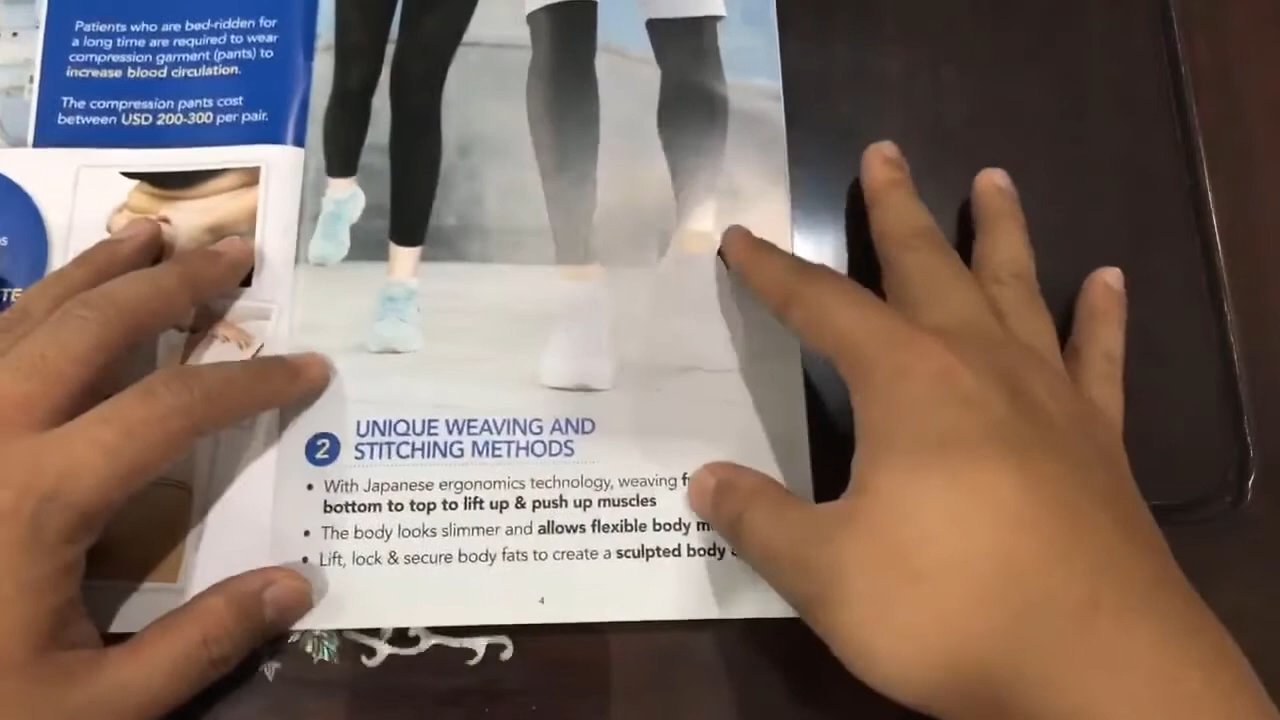 Patients who are bed-ridden for
a long time are required to wear
compression garment (pants) to
increase blood circulation.
The compression pants cost
between USD 200-300 per pair.
2
UNIQUE WEAVING AND
STITCHING METHODS
• With Japanese ergonomics technology, weaving
bottom to top to lift up & push up muscles
• The body looks slimmer and allows flexible body
• Lift, lock & secure body fats to create a sculpted body
4